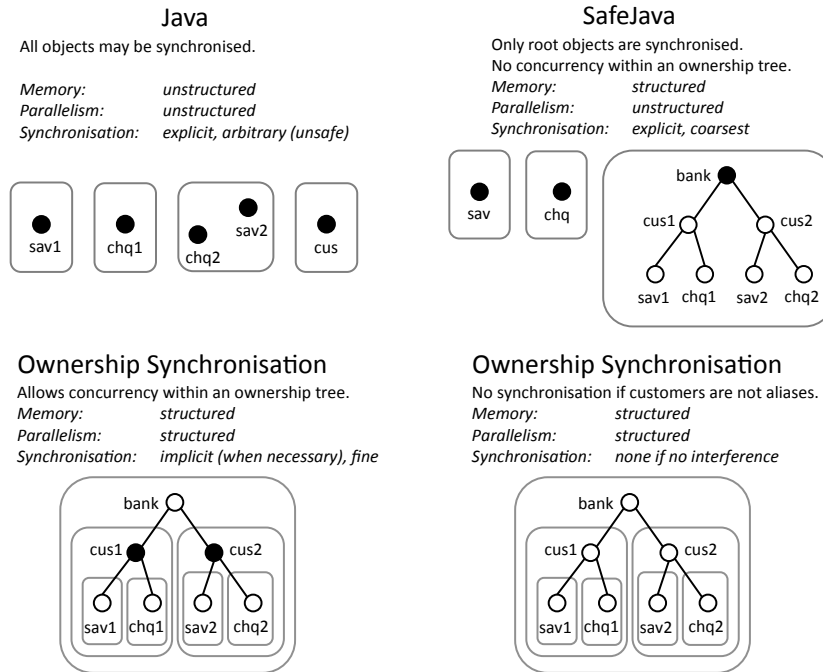 Java
All objects may be synchronised.
Memory: unstructured
Parallelism: unstructured
Synchronisation: explicit, arbitrary (unsafe)
sav1
chq1
chq2
sav2
cus
SafeJava
Only root objects are synchronised.
No concurrency within an ownership tree.
Memory: structured
Parallelism: unstructured
Synchronisation: explicit, coarsest
sav
chq
bank
cus1
cus2
sav1
chq1
sav2
chq2
Ownership Synchronisation
Allows concurrency within an ownership tree.
Memory: structured
Parallelism: structured
Synchronisation: implicit (when necessary), fine
bank
cus1
cus2
sav1
chq1
sav2
chq2
Ownership Synchronisation
No synchronisation if customers are not aliases.
Memory: structured
Parallelism: structured
Synchronisation: none if no interference
bank
cus1
cus2
sav1
chq1
sav2
chq2